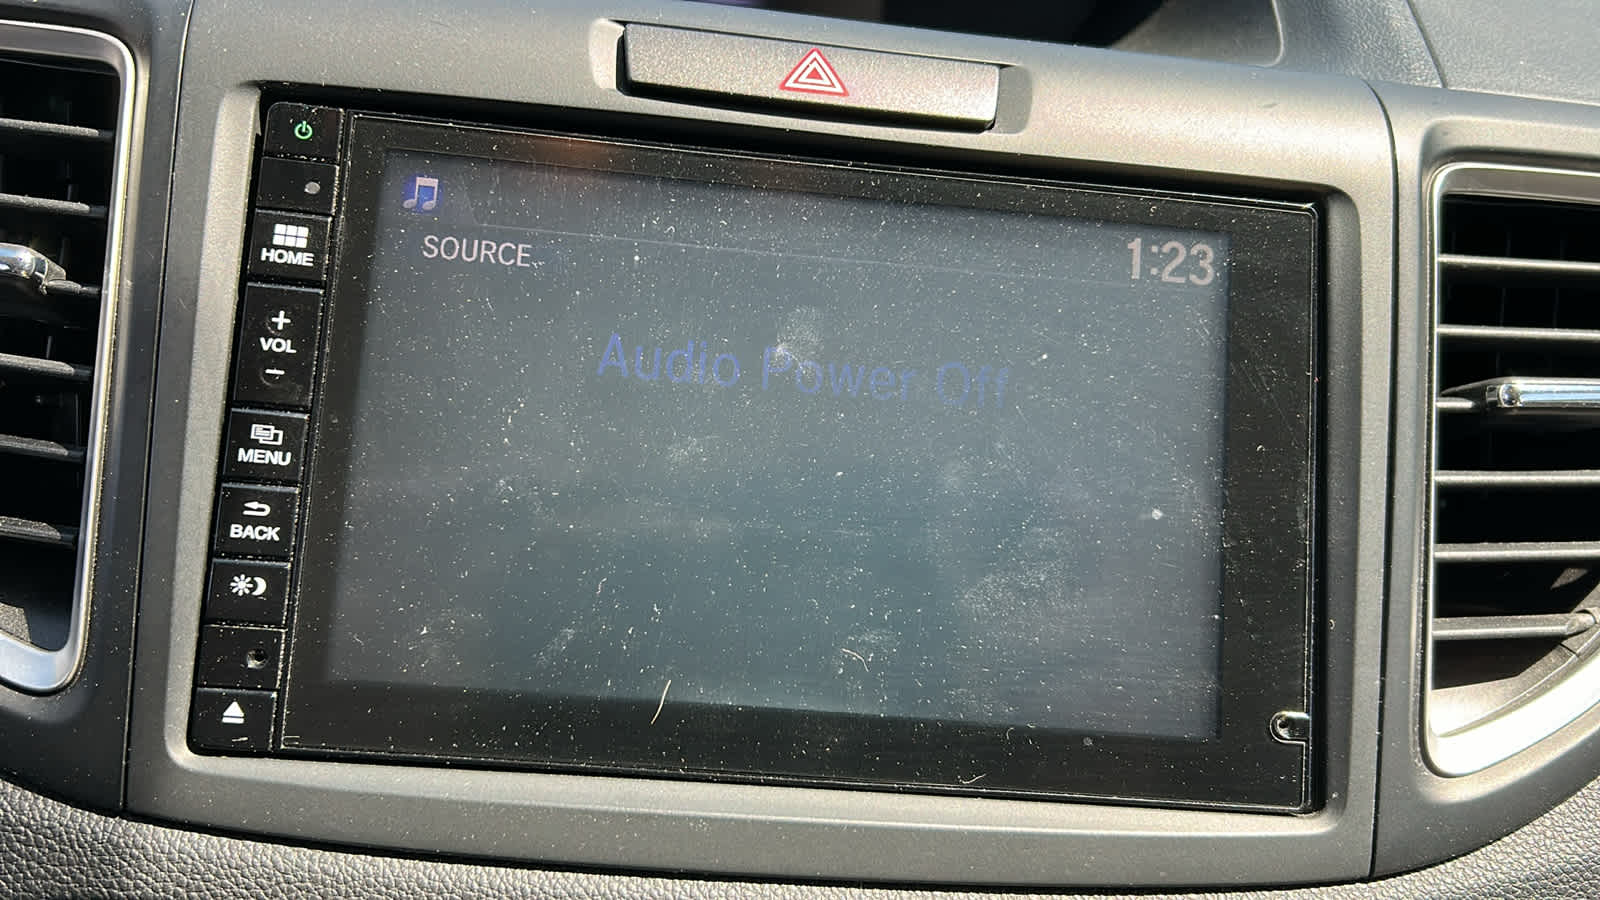 SOURCE
1:23
Audio Power Off
HOME
+
VOL
-
MENU
BACK